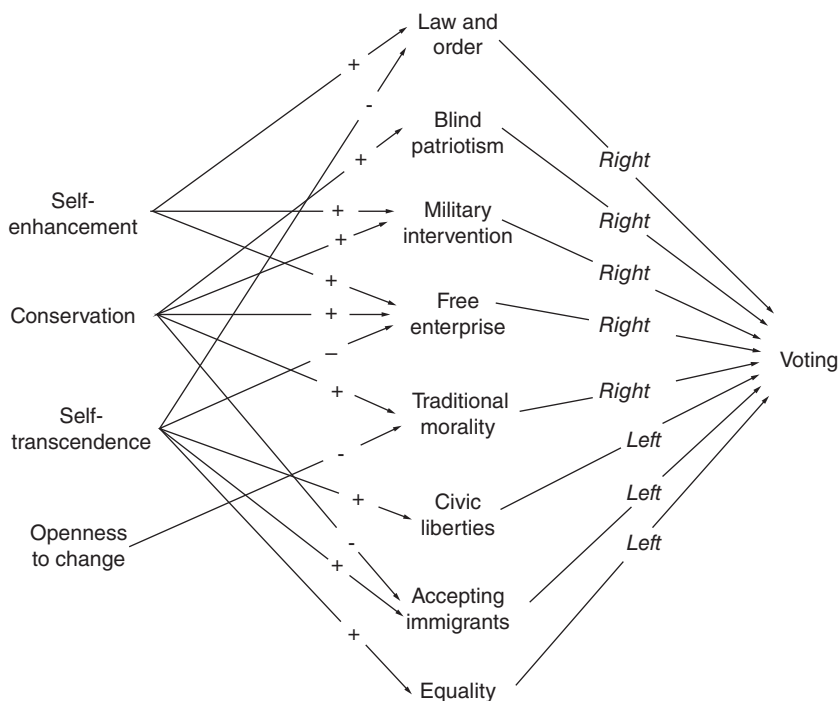 Law and
order
+
-
Blind
patriotism
+
Right
Self-
enhancement
+
Military
intervention
Right
+
Right
+
Conservation
+
Free
enterprise
Right
–
Voting
+
Traditional
morality
Right
Self-
transcendence
-
Left
+
Civic
liberties
Left
Openness
to change
-
Left
+
Accepting
immigrants
+
Equality